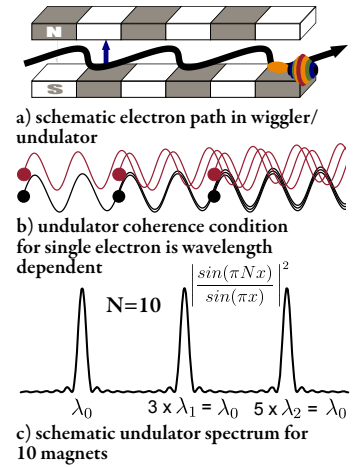 N
S
a) schematic electron path in wiggler/
undulator
b) undulator coherence condition
for single electron is wavelength
dependent
N=10
|sin(πNx)/sin(πx)|²
λ₀
3 x λ₁ = λ₀
5 x λ₂ = λ₀
c) schematic undulator spectrum for
10 magnets